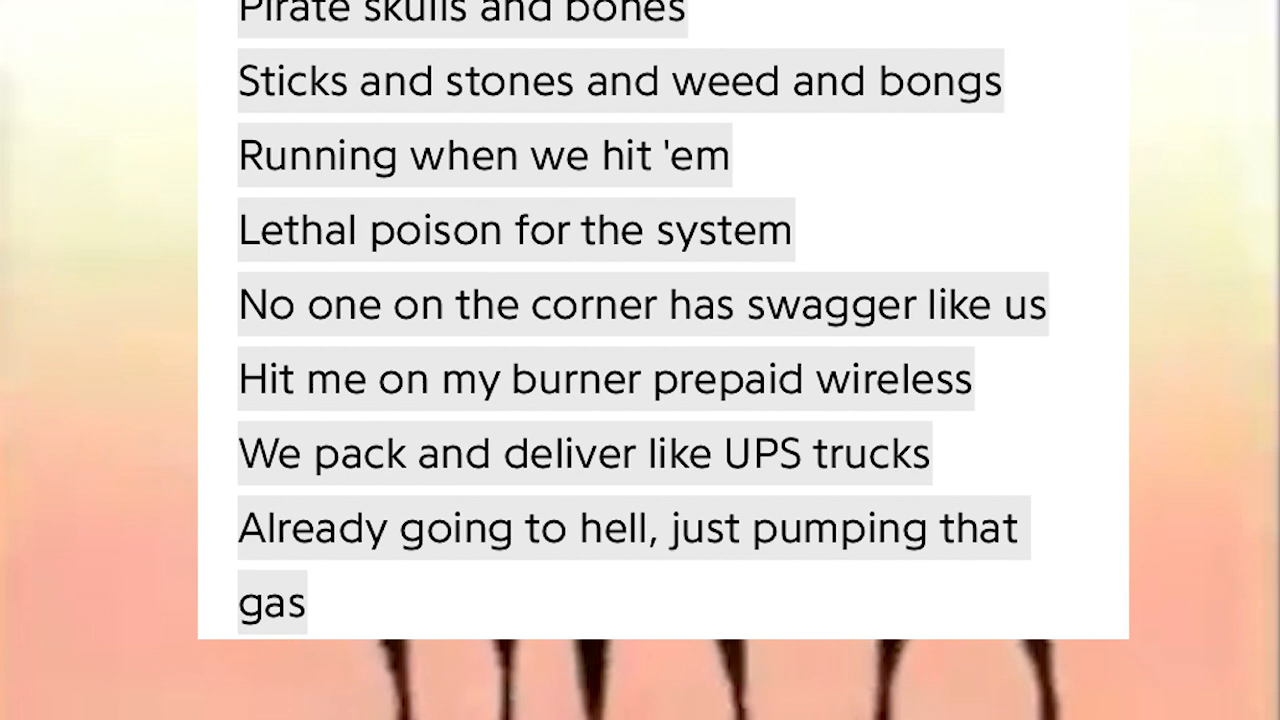 Pirate skulls and bones
Sticks and stones and weed and bongs
Running when we hit 'em
Lethal poison for the system
No one on the corner has swagger like us
Hit me on my burner prepaid wireless
We pack and deliver like UPS trucks
Already going to hell, just pumping that
gas